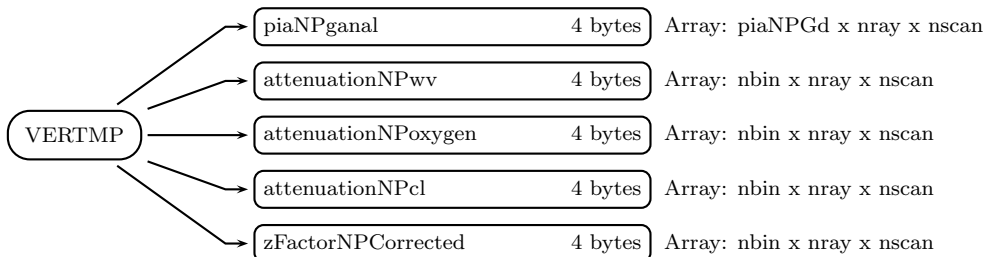 piaNPganal 4 bytes Array: piaNPGd x nray x nscan
attenuationNPwv 4 bytes Array: nbin x nray x nscan
VERTMP attenuationNPoxygen 4 bytes Array: nbin x nray x nscan
attenuationNPcl 4 bytes Array: nbin x nray x nscan
zFactorNPCorrected 4 bytes Array: nbin x nray x nscan